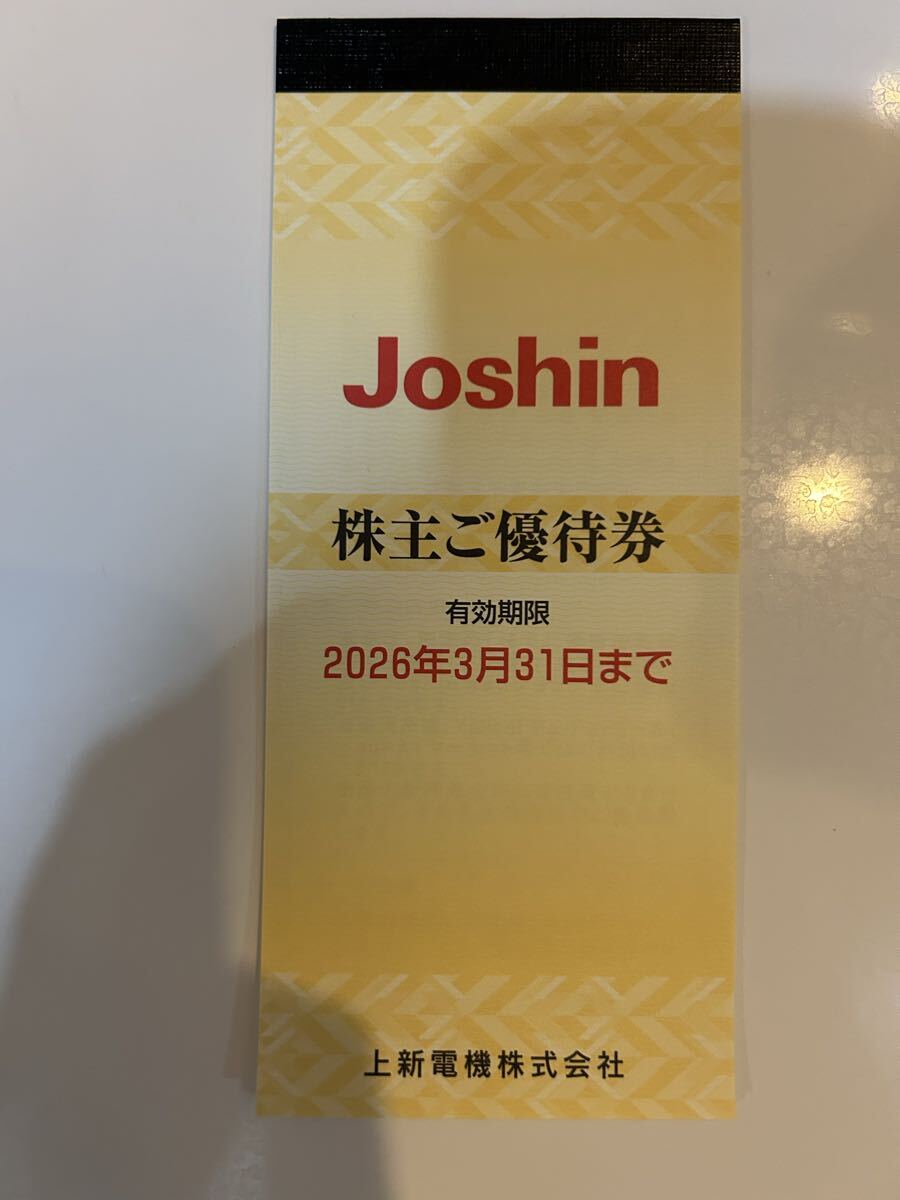 Joshin
株主ご優待券
有効期限
2026年3月31日まで
上新電機株式会社